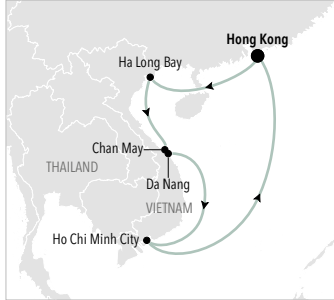 Hong Kong
Ha Long Bay
Chan May
THAILAND
Da Nang
VIETNAM
Ho Chi Minh City